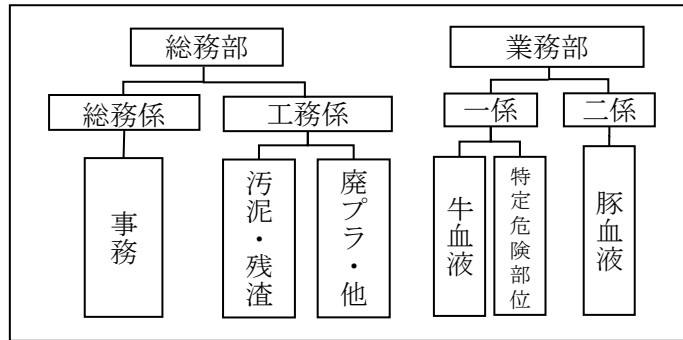 総務部
業務部
総務係
工務係
一係
二係
事務
汚泥・残渣
廃プラ・他
牛血液
特定危険部位
豚血液